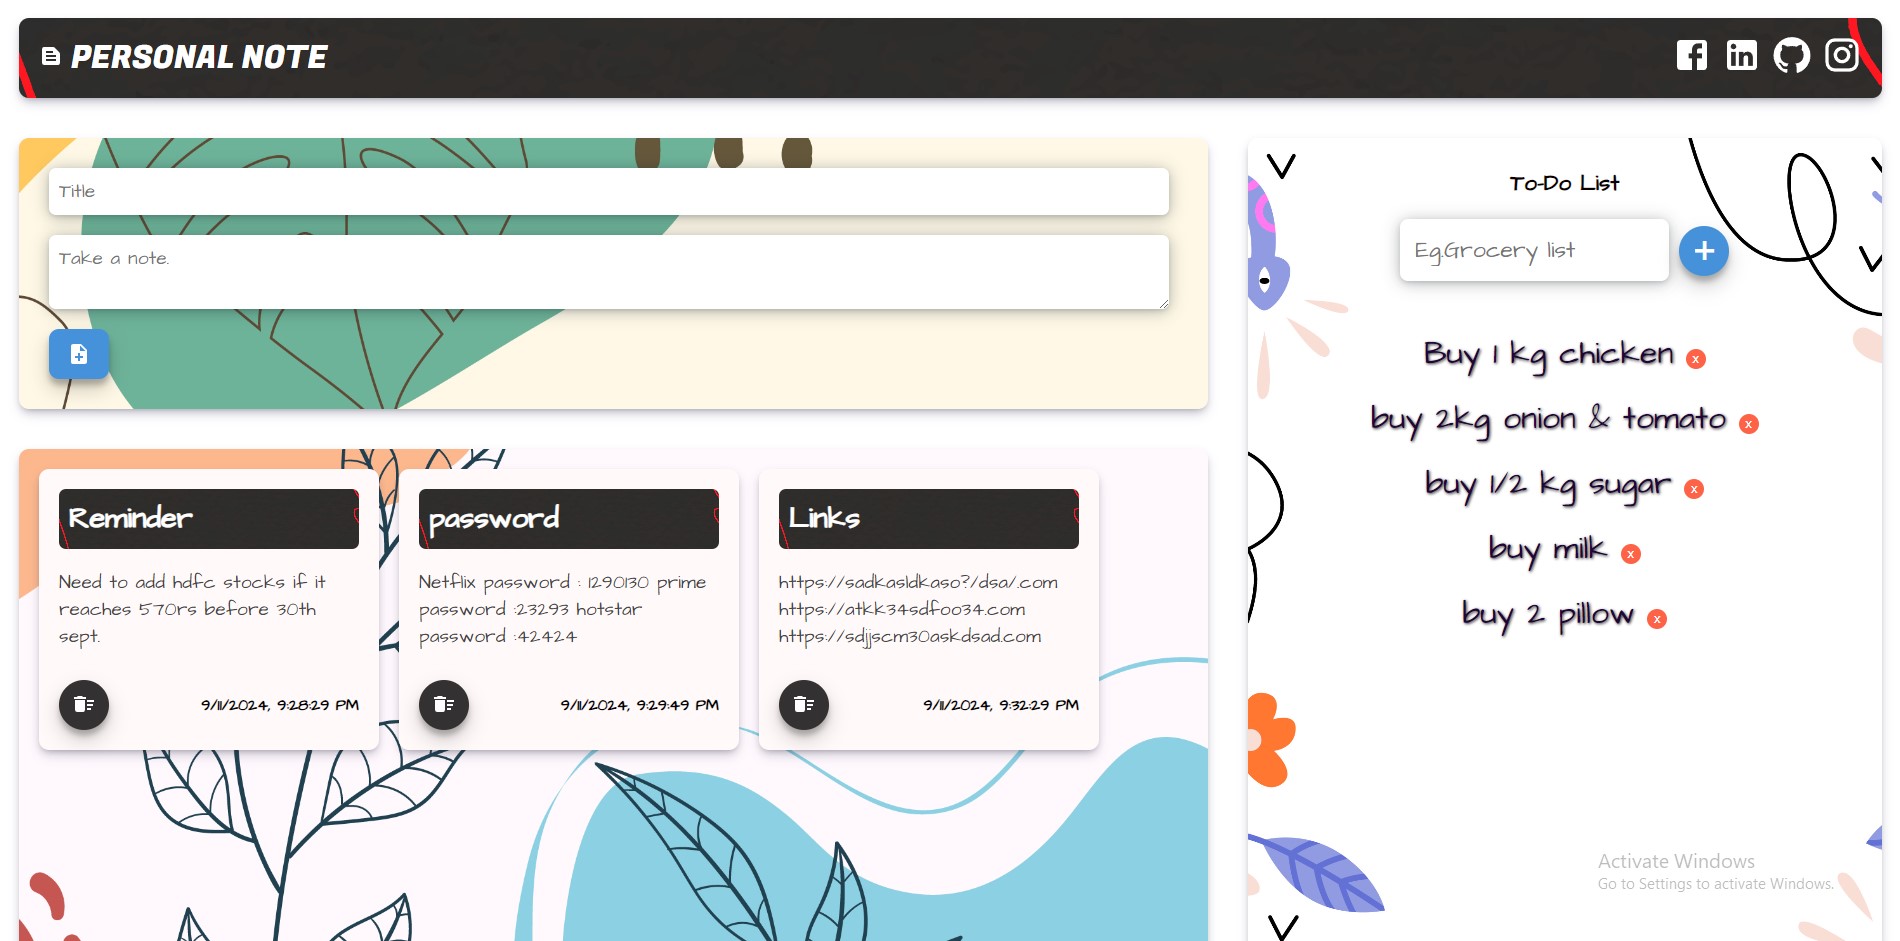 PERSONAL NOTE
Title
Take a note.
To-Do List
Eg.Grocery list
Buy 1 kg chicken x
buy 2kg onion & tomato x
buy 1/2 kg sugar x
buy milk x
buy 2 pillow x
Reminder
Need to add hdfc stocks if it
reaches 570rs before 30th
sept.
9/11/2024, 9:28:29 PM
password
Netflix password : 1290130 prime
password :23293 hotstar
password :42424
9/11/2024, 9:29:49 PM
Links
https://sadkasldkaso?/dsa/.com
https://atkk34sdfoo34.com
https://sdjjscm30askdsad.com
9/11/2024, 9:32:29 PM
Activate Windows
Go to Settings to activate Windows.